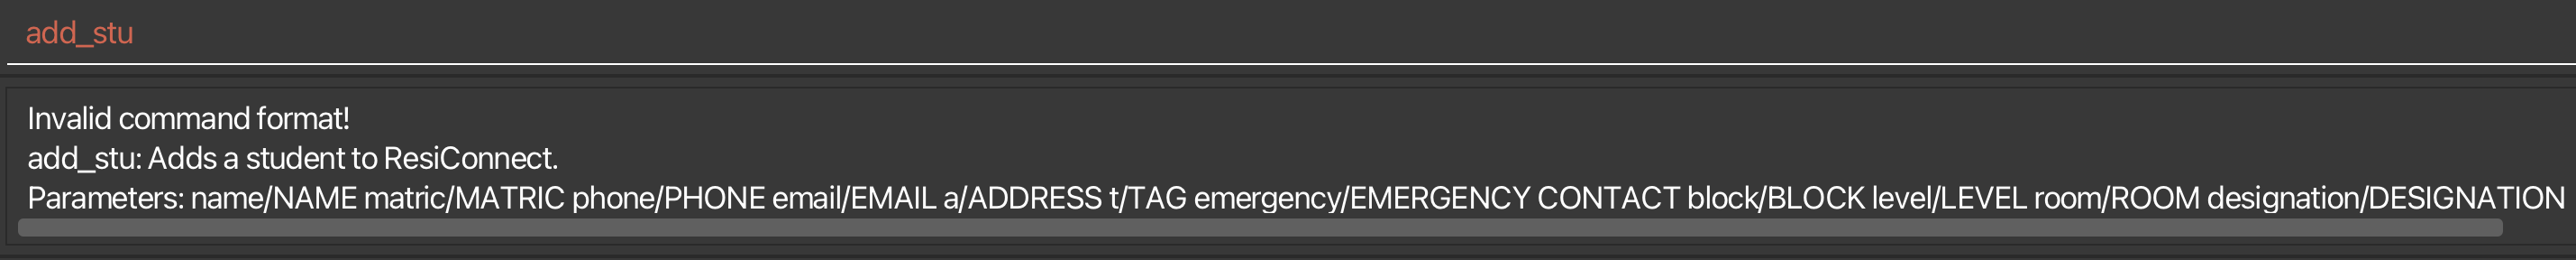 add_stu
Invalid command format!
add_stu: Adds a student to ResiConnect.
Parameters: name/NAME matric/MATRIC phone/PHONE email/EMAIL a/ADDRESS t/TAG emergency/EMERGENCY CONTACT block/BLOCK level/LEVEL room/ROOM designation/DESIGNATION